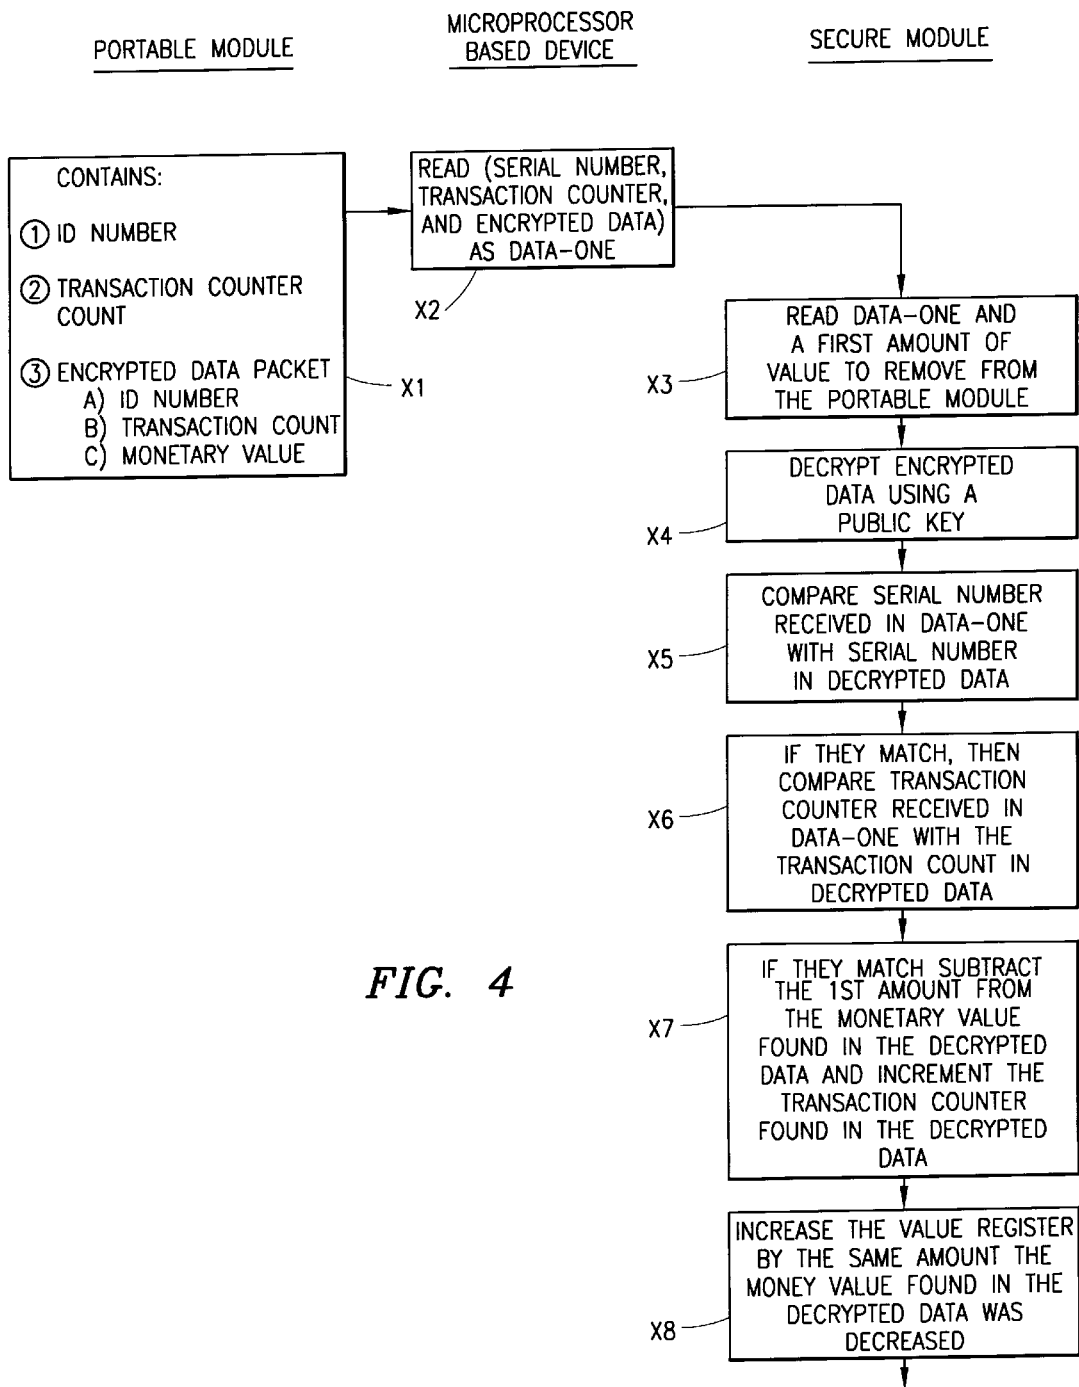 PORTABLE MODULE
MICROPROCESSOR
BASED DEVICE
SECURE MODULE
CONTAINS:
① ID NUMBER
② TRANSACTION COUNTER
COUNT
③ ENCRYPTED DATA PACKET
A) ID NUMBER
B) TRANSACTION COUNT
C) MONETARY VALUE
X1
READ (SERIAL NUMBER,
TRANSACTION COUNTER,
AND ENCRYPTED DATA)
AS DATA-ONE
X2
READ DATA-ONE AND
A FIRST AMOUNT OF
VALUE TO REMOVE FROM
THE PORTABLE MODULE
X3
DECRYPT ENCRYPTED
DATA USING A
PUBLIC KEY
X4
COMPARE SERIAL NUMBER
RECEIVED IN DATA-ONE
WITH SERIAL NUMBER
IN DECRYPTED DATA
X5
IF THEY MATCH, THEN
COMPARE TRANSACTION
COUNTER RECEIVED IN
DATA-ONE WITH THE
TRANSACTION COUNT IN
DECRYPTED DATA
X6
IF THEY MATCH SUBTRACT
THE 1ST AMOUNT FROM
THE MONETARY VALUE
FOUND IN THE DECRYPTED
DATA AND INCREMENT THE
TRANSACTION COUNTER
FOUND IN THE DECRYPTED
DATA
X7
INCREASE THE VALUE REGISTER
BY THE SAME AMOUNT THE
MONEY VALUE FOUND IN THE
DECRYPTED DATA WAS
DECREASED
X8
FIG. 4